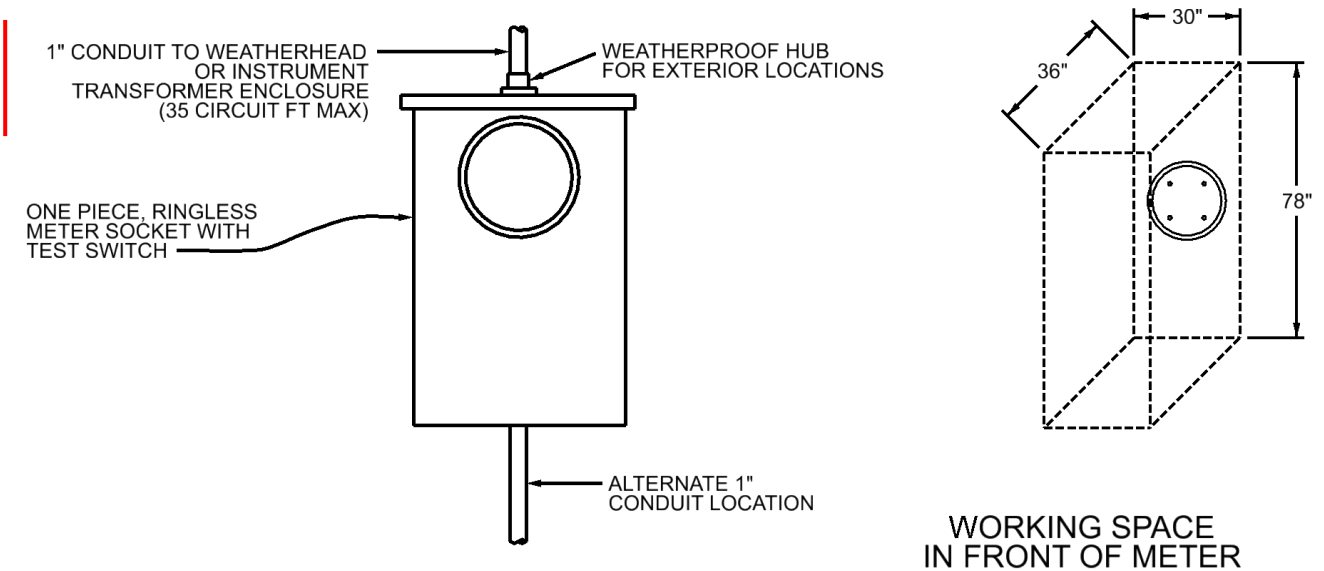 1" CONDUIT TO WEATHERHEAD
OR INSTRUMENT
TRANSFORMER ENCLOSURE
(35 CIRCUIT FT MAX)
WEATHERPROOF HUB
FOR EXTERIOR LOCATIONS
ONE PIECE, RINGLESS
METER SOCKET WITH
TEST SWITCH
ALTERNATE 1"
CONDUIT LOCATION
30"
36"
78"
WORKING SPACE
IN FRONT OF METER